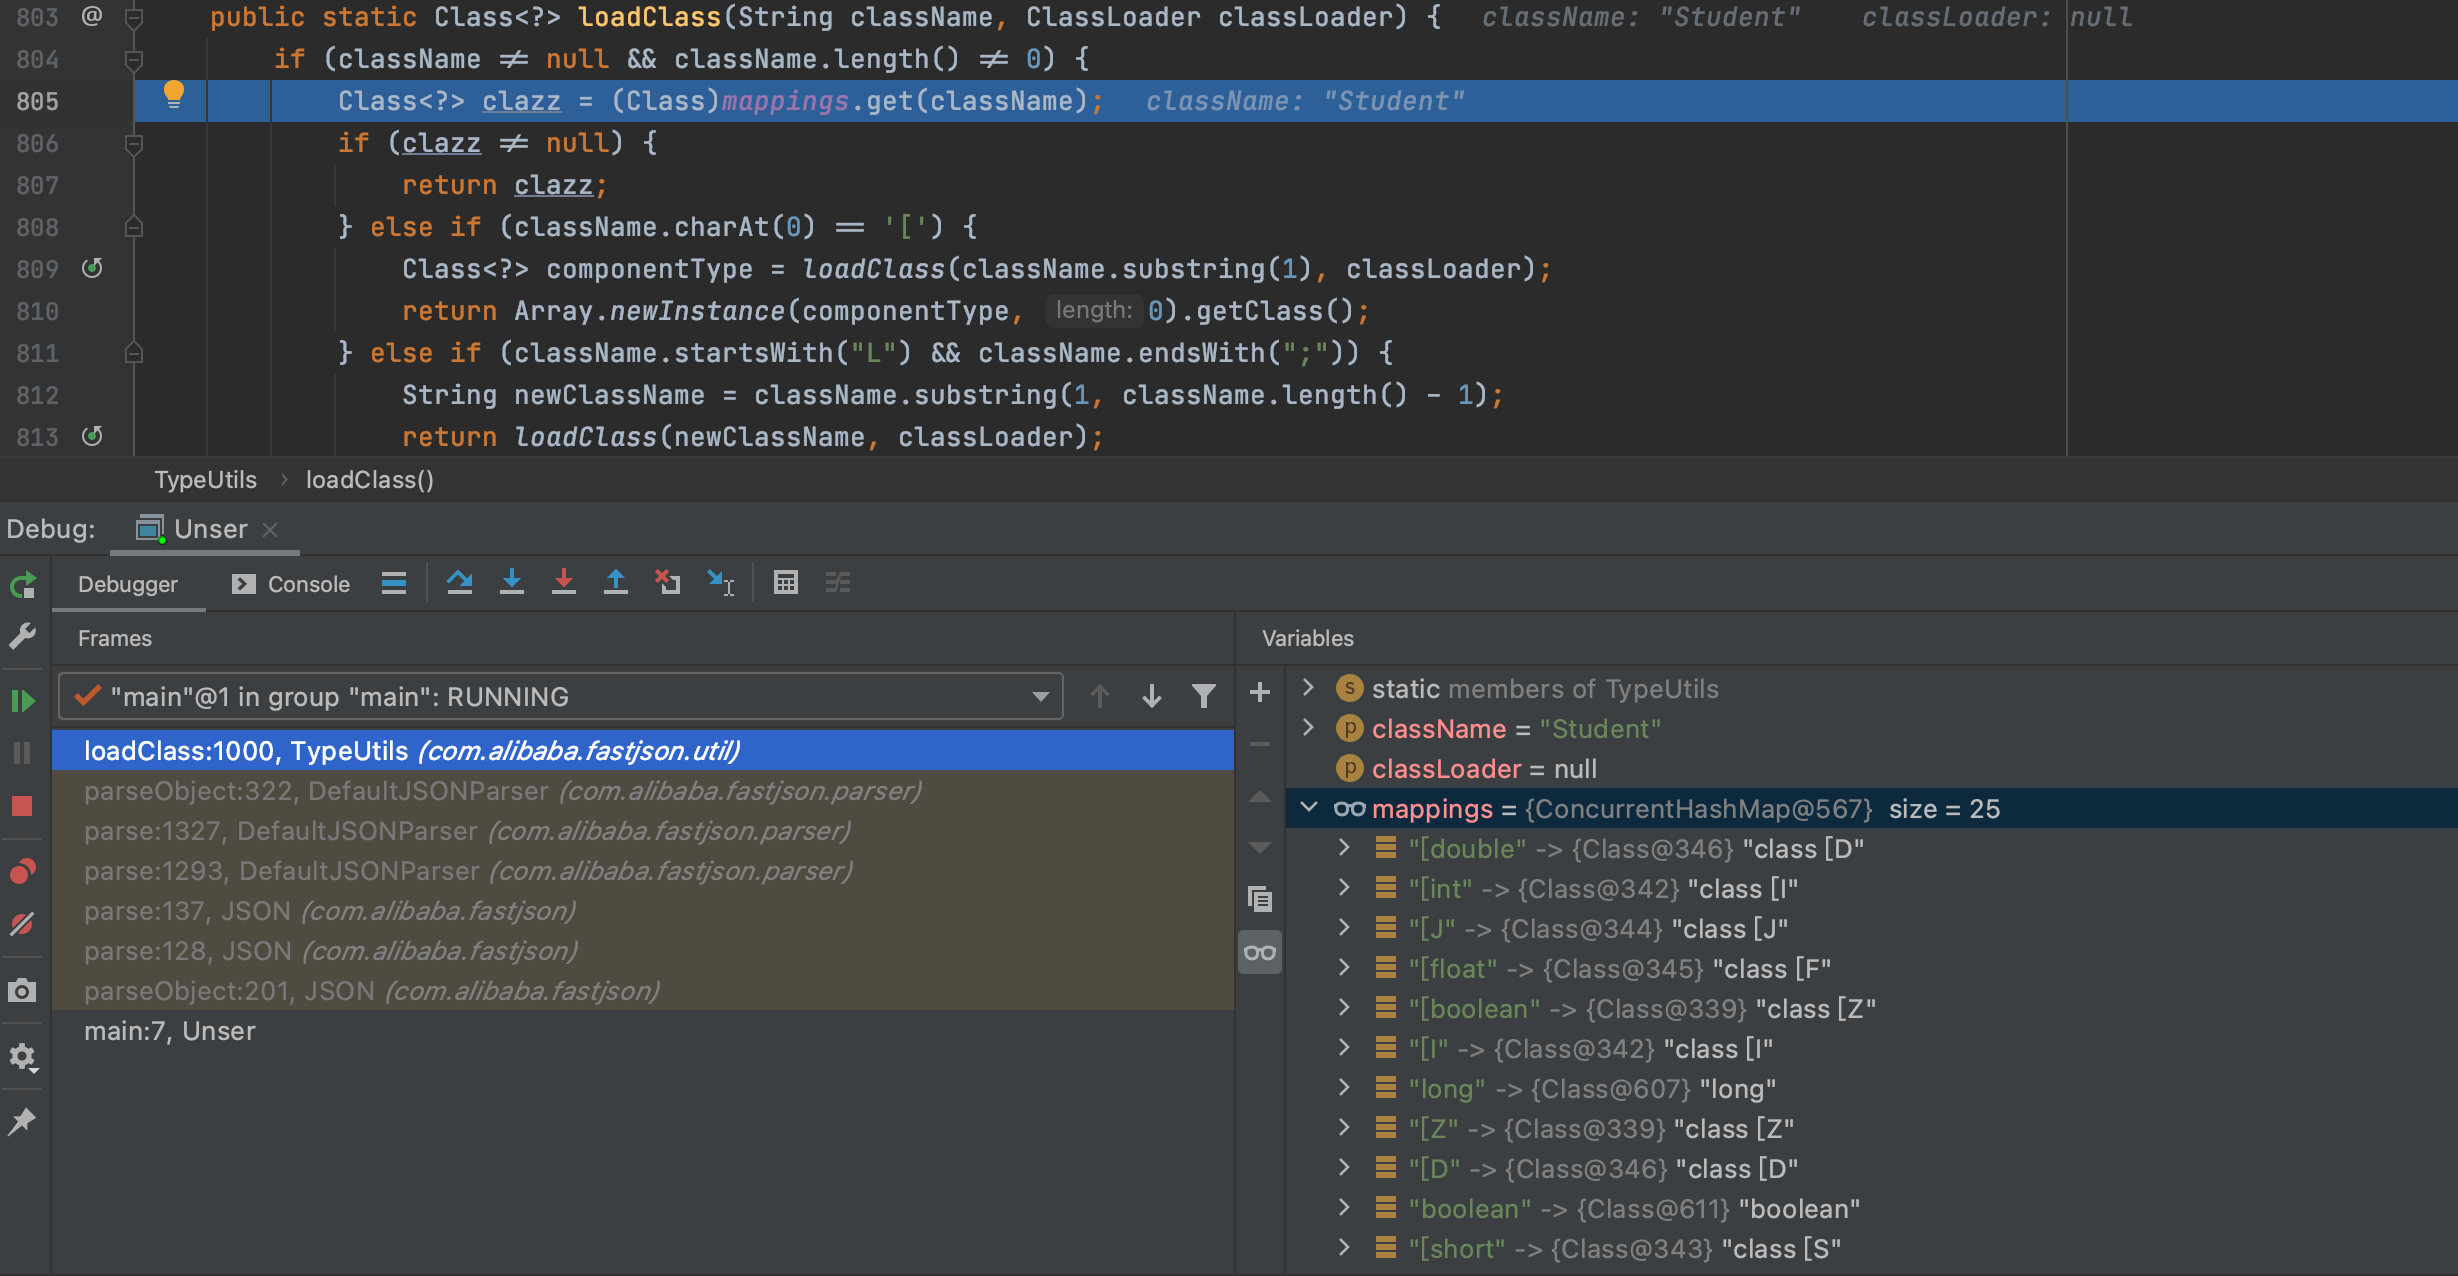 803 @ public static Class<?> loadClass(String className, ClassLoader classLoader) { className: "Student" classLoader: null
804 if (className ≠ null && className.length() ≠ 0) {
805 Class<?> clazz = (Class)mappings.get(className); className: "Student"
806 if (clazz ≠ null) {
807 return clazz;
808 } else if (className.charAt(0) == '[') {
809 Class<?> componentType = loadClass(className.substring(1), classLoader);
810 return Array.newInstance(componentType, length: 0).getClass();
811 } else if (className.startsWith("L") && className.endsWith(";")) {
812 String newClassName = className.substring(1, className.length() - 1);
813 return loadClass(newClassName, classLoader);
TypeUtils › loadClass()
Debug: Unser
Debugger Console
Frames
"main"@1 in group "main": RUNNING
loadClass:1000, TypeUtils (com.alibaba.fastjson.util)
parseObject:322, DefaultJSONParser (com.alibaba.fastjson.parser)
parse:1327, DefaultJSONParser (com.alibaba.fastjson.parser)
parse:1293, DefaultJSONParser (com.alibaba.fastjson.parser)
parse:137, JSON (com.alibaba.fastjson)
parse:128, JSON (com.alibaba.fastjson)
parseObject:201, JSON (com.alibaba.fastjson)
main:7, Unser
Variables
s static members of TypeUtils
p className = "Student"
p classLoader = null
mappings = {ConcurrentHashMap@567} size = 25
"[double" -> {Class@346} "class [D"
"[int" -> {Class@342} "class [I"
"[J" -> {Class@344} "class [J"
"[float" -> {Class@345} "class [F"
"[boolean" -> {Class@339} "class [Z"
"[I" -> {Class@342} "class [I"
"long" -> {Class@607} "long"
"[Z" -> {Class@339} "class [Z"
"[D" -> {Class@346} "class [D"
"boolean" -> {Class@611} "boolean"
"[short" -> {Class@343} "class [S"